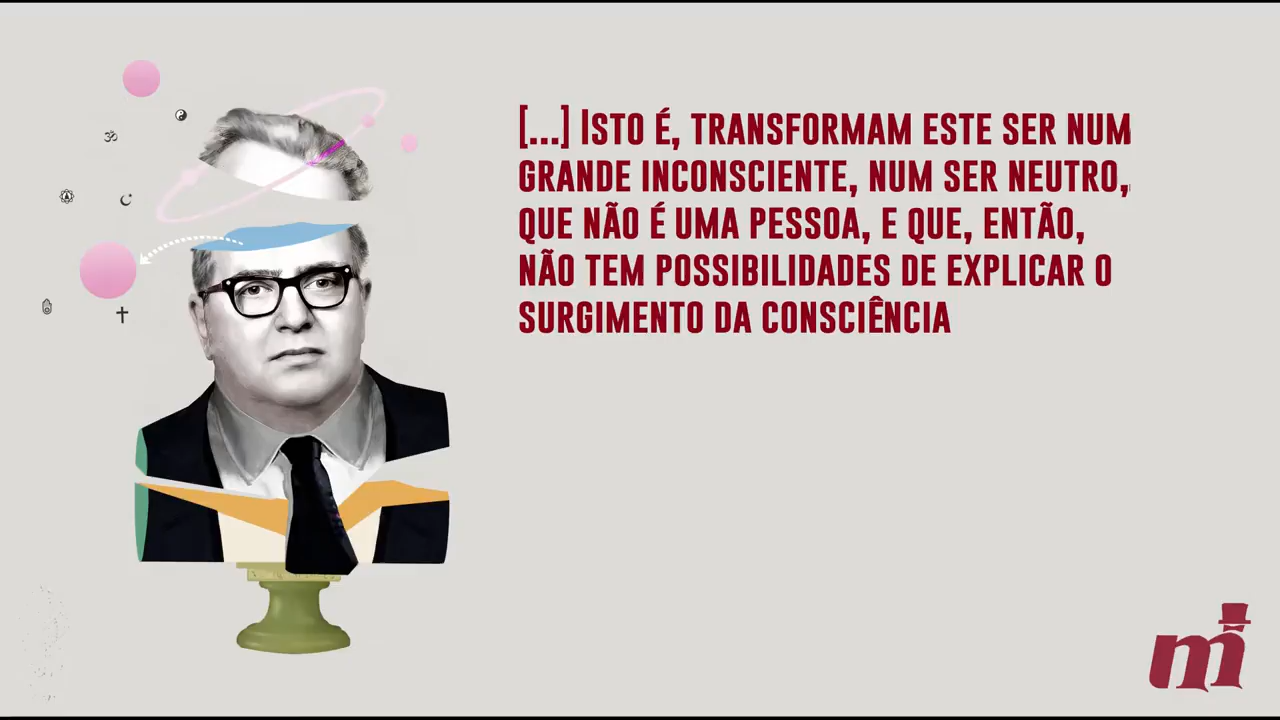 [...] Isto é, transformam este ser num
grande inconsciente, num ser neutro,
que não é uma pessoa, e que, então,
não tem possibilidades de explicar o
surgimento da consciência
m